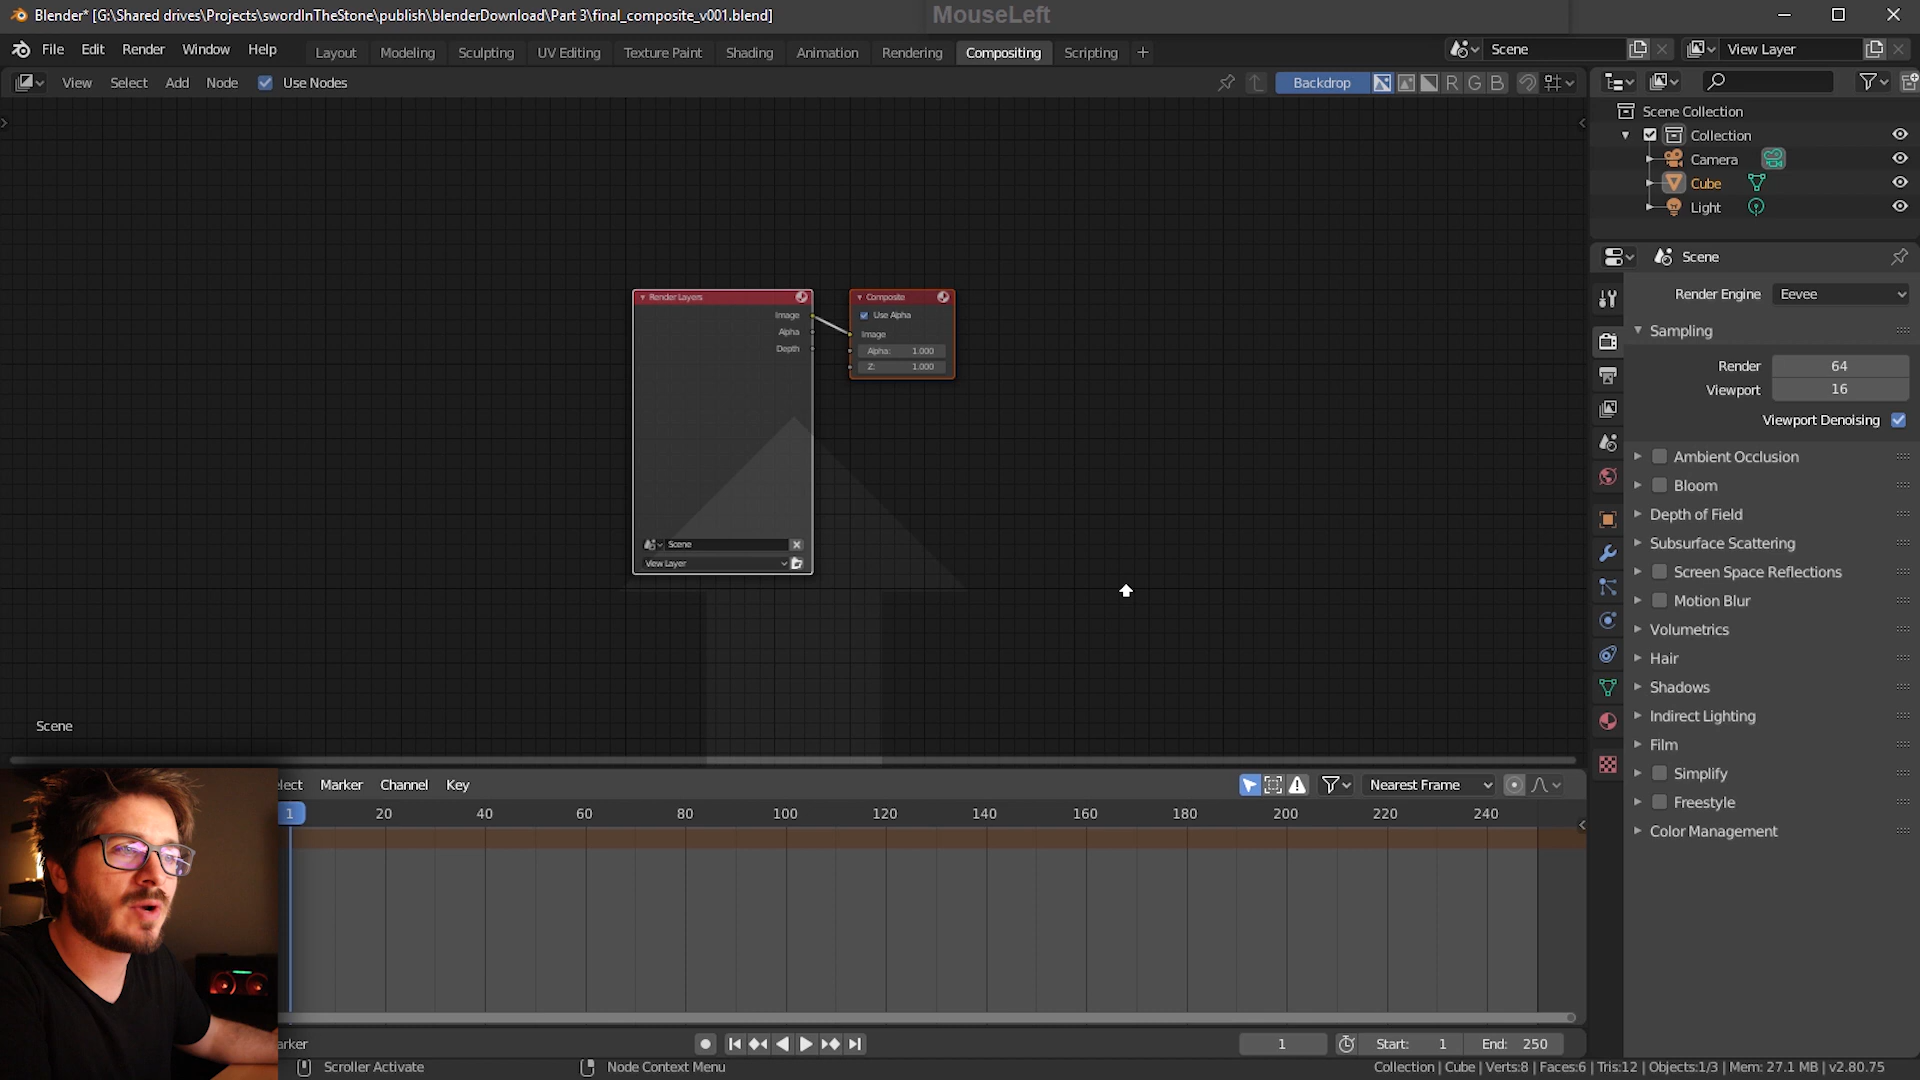 Blender* [G:\Shared drives\Projects\swordInTheStone\publish\blenderDownload\Part 3\final_composite_v001.blend]
MouseLeft
File Edit Render Window Help
Layout Modeling Sculpting UV Editing Texture Paint Shading Animation Rendering Compositing Scripting +
Scene
View Layer
View Select Add Node Use Nodes
Backdrop R G B
Scene Collection
Collection
Camera
Cube
Light
Scene
Render Engine Eevee
Sampling
Render 64
Viewport 16
Viewport Denoising
Ambient Occlusion
Bloom
Depth of Field
Subsurface Scattering
Screen Space Reflections
Motion Blur
Volumetrics
Hair
Shadows
Indirect Lighting
Film
Simplify
Freestyle
Color Management
Render Layers
Image
Alpha
Depth
Scene
View Layer
Composite
Use Alpha
Image
Alpha: 1.000
Z: 1.000
Scene
lect Marker Channel Key
Nearest Frame
1 20 40 60 80 100 120 140 160 180 200 220 240
arker
1 Start: 1 End: 250
Scroller Activate
Node Context Menu
Collection | Cube | Verts:8 | Faces:6 | Tris:12 | Objects:1/3 | Mem: 27.1 MB | v2.80.75